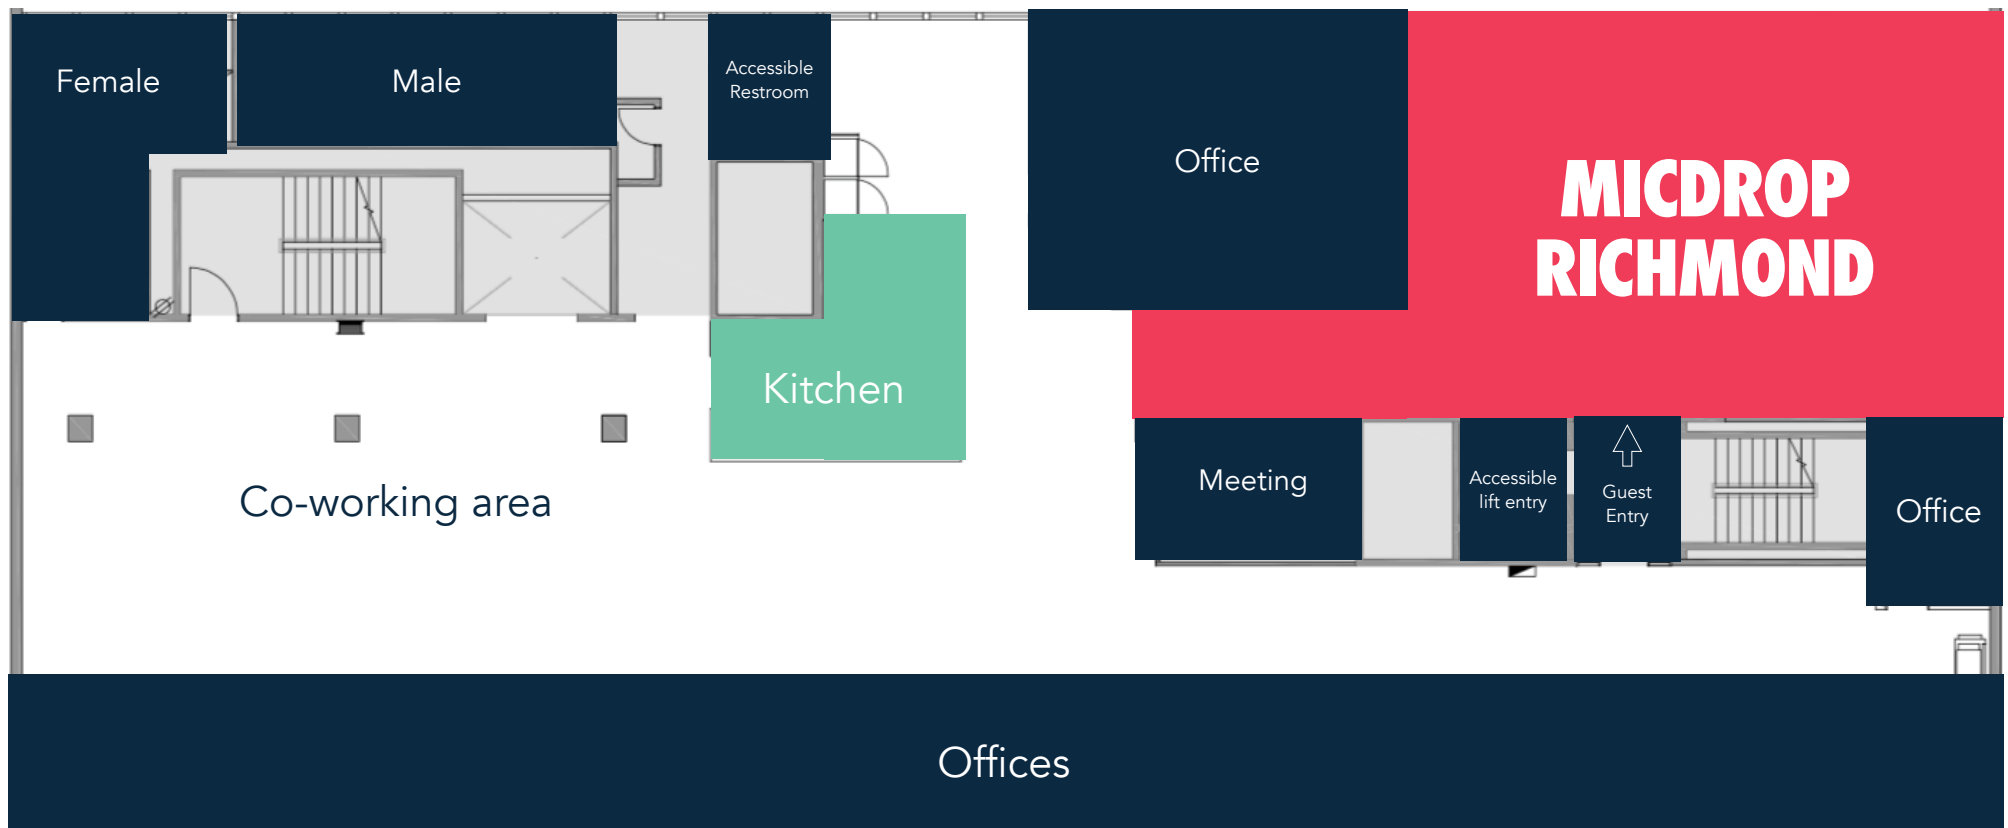 Female
Male
Accessible
Restroom
Office
MICDROP
RICHMOND
Kitchen
Co-working area
Meeting
Accessible
lift entry
Guest
Entry
Office
Offices